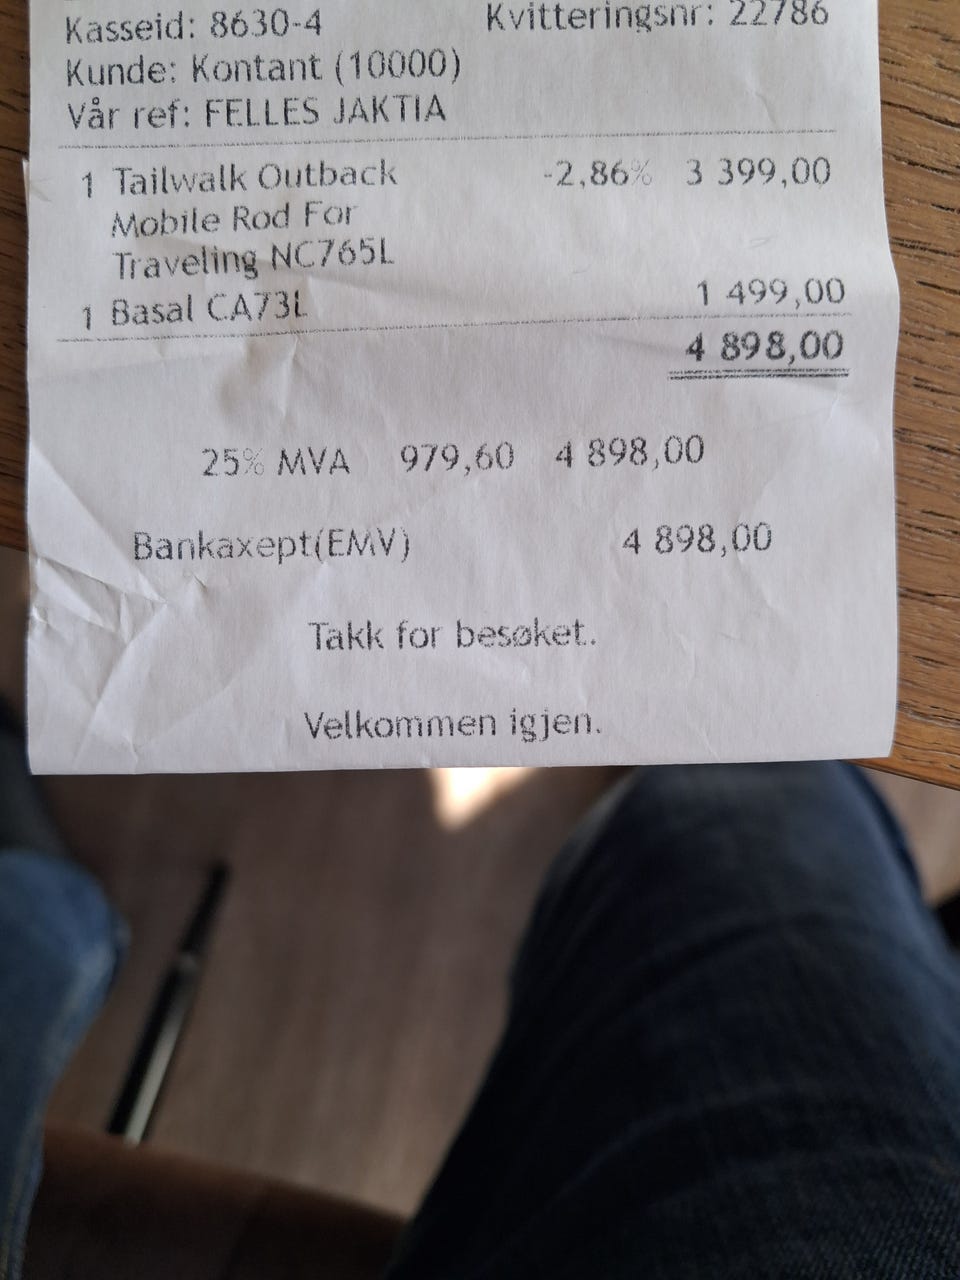 Kasseid: 8630-4 Kvitteringsnr: 22786
Kunde: Kontant (10000)
Vår ref: FELLES JAKTIA
1 Tailwalk Outback -2,86% 3 399,00
Mobile Rod For
Traveling NC765L
1 Basal CA73L 1 499,00
4 898,00
25% MVA 979,60 4 898,00
Bankaxept(EMV) 4 898,00
Takk for besøket.
Velkommen igjen.